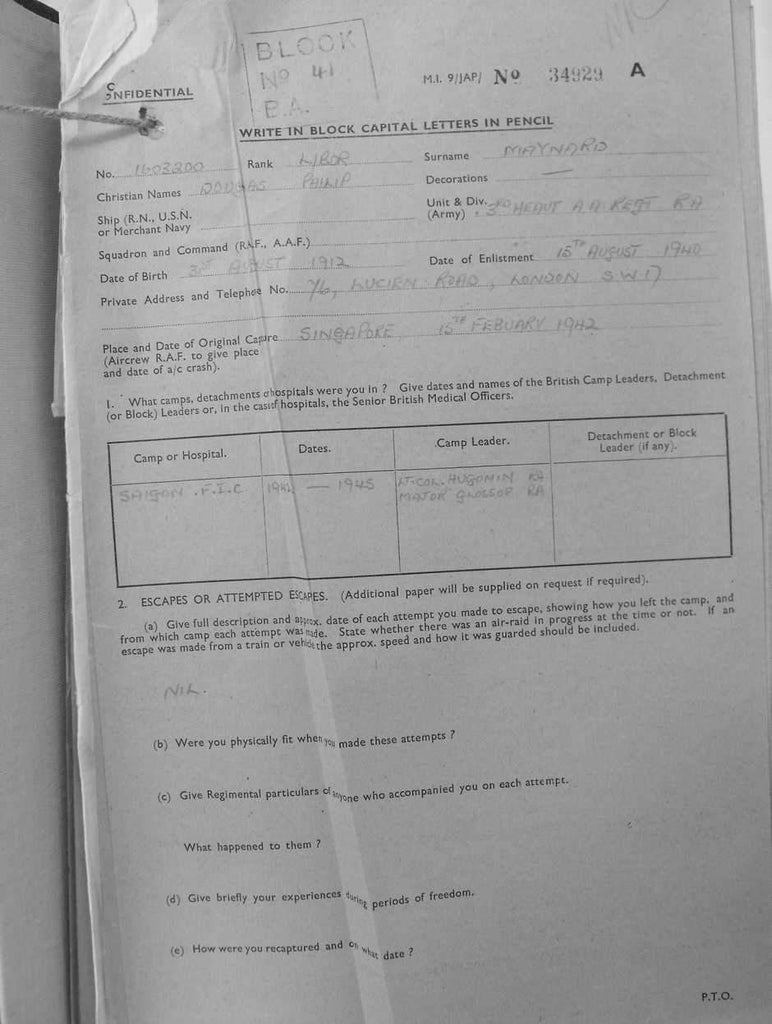 BLOCK
Nº 41
B.A.
CONFIDENTIAL
M.I. 9/JAP/ Nº 34929 A
WRITE IN BLOCK CAPITAL LETTERS IN PENCIL
No. 1603200 Rank L/BDR Surname MAYNARD
Christian Names DOUGLAS PHILIP Decorations —
Ship (R.N., U.S.N.
or Merchant Navy
Unit & Div. 3RD HEAVY A A REGT RA
(Army)
Squadron and Command (R.A.F., A.A.F.)
Date of Birth AUGUST 1912 Date of Enlistment 15TH AUGUST 1940
Private Address and Telephone No. 76, LUCIEN ROAD, LONDON SW17
Place and Date of Original Capture SINGAPORE 15TH FEBUARY 1942
(Aircrew R.A.F. to give place
and date of a/c crash).
1. What camps, detachments or hospitals were you in ? Give dates and names of the British Camp Leaders, Detachment
(or Block) Leaders or, in the case of hospitals, the Senior British Medical Officers.
Camp or Hospital. Dates. Camp Leader. Detachment or Block
Leader (if any).
SAIGON F.I.C 1942 — 1945 LT-COL. HUGONIN RA
MAJOR GLOSSOP RA
2. ESCAPES OR ATTEMPTED ESCAPES. (Additional paper will be supplied on request if required).
(a) Give full description and approx. date of each attempt you made to escape, showing how you left the camp, and
from which camp each attempt was made. State whether there was an air-raid in progress at the time or not. If an
escape was made from a train or vehicle the approx. speed and how it was guarded should be included.
NIL.
(b) Were you physically fit when you made these attempts ?
(c) Give Regimental particulars of anyone who accompanied you on each attempt.
What happened to them ?
(d) Give briefly your experiences during periods of freedom.
(e) How were you recaptured and on what date ?
P.T.O.